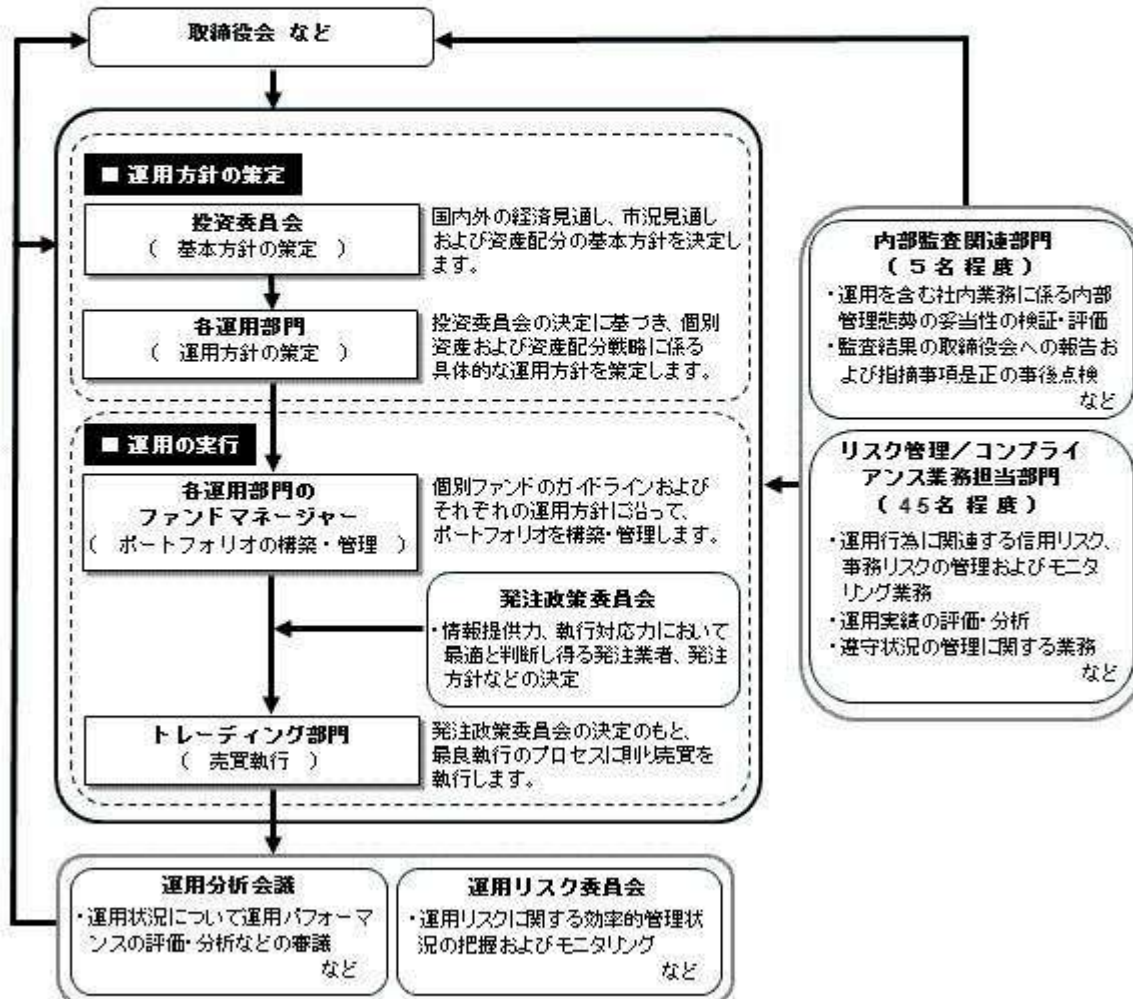 取締役会 など
■ 運用方針の策定
投資委員会
( 基本方針の策定 )
国内外の経済見通し、市況見通し
および資産配分の基本方針を決定し
ます。
各運用部門
( 運用方針の策定 )
投資委員会の決定に基づき、個別
資産および資産配分戦略に係る
具体的な運用方針を策定します。
■ 運用の実行
各運用部門の
ファンドマネージャー
( ポートフォリオの構築・管理 )
個別ファンドのガイドラインおよび
それぞれの運用方針に沿って、
ポートフォリオを構築・管理します。
発注政策委員会
・情報提供力、執行対応力において
最適と判断し得る発注業者、発注
方針などの決定
トレーディング部門
( 売買執行 )
発注政策委員会の決定のもと、
最良執行のプロセスに則り売買を
執行します。
運用分析会議
・運用状況について運用パフォーマ
ンスの評価・分析などの審議
など
運用リスク委員会
・運用リスクに関する効率的管理状
況の把握およびモニタリング
など
内部監査関連部門
( 5名程度 )
・運用を含む社内業務に係る内部
管理態勢の妥当性の検証・評価
・監査結果の取締役会への報告お
よび指摘事項是正の事後点検
など
リスク管理/コンプライ
アンス業務担当部門
( 45名程度 )
・運用行為に関連する信用リスク、
事務リスクの管理およびモニタ
リング業務
・運用実績の評価・分析
・遵守状況の管理に関する業務
など